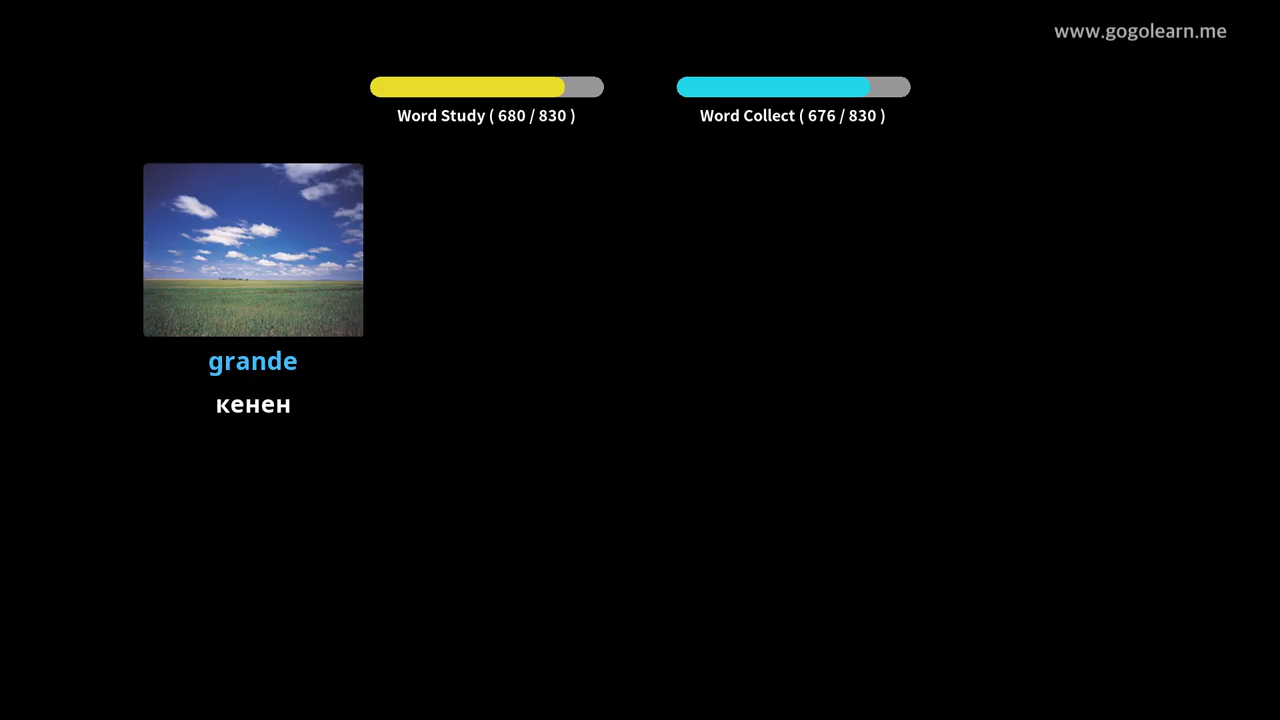 www.gogolearn.me
Word Study ( 680 / 830 )
Word Collect ( 676 / 830 )
grande
кенен